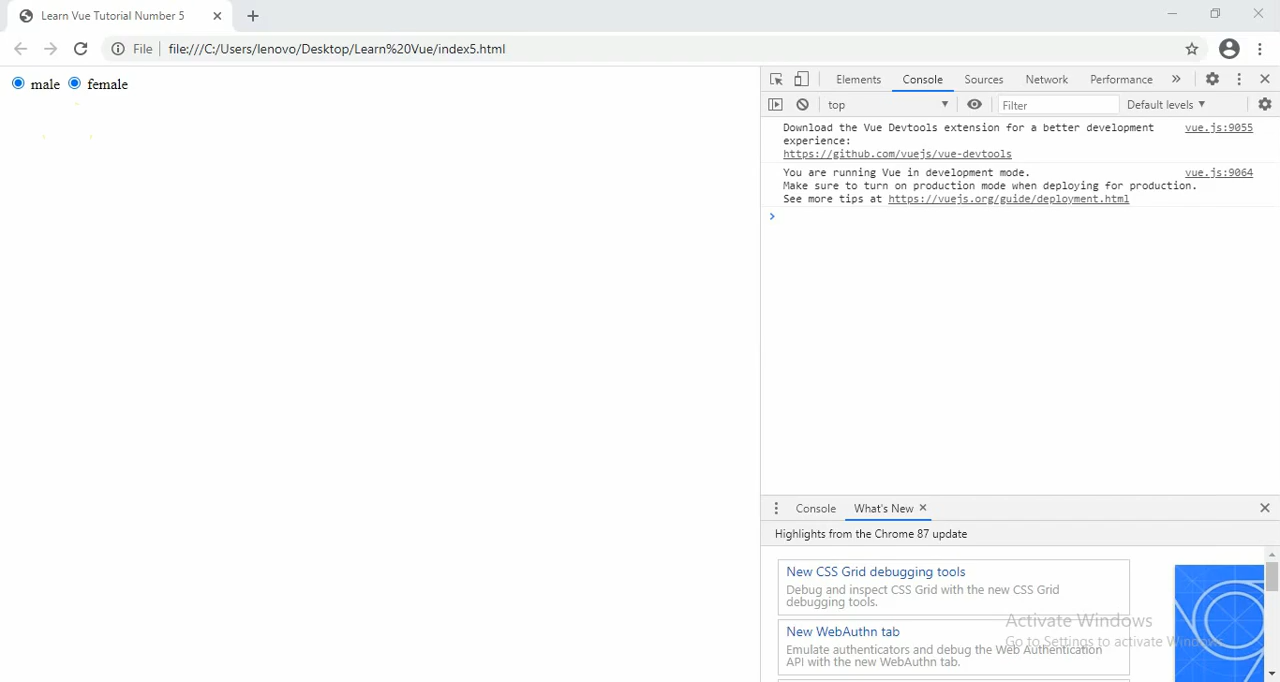 Learn Vue Tutorial Number 5
File file:///C:/Users/lenovo/Desktop/Learn%20Vue/index5.html
male female
Elements Console Sources Network Performance »
top Filter Default levels
Download the Vue Devtools extension for a better development vue.js:9055
experience:
https://github.com/vuejs/vue-devtools
You are running Vue in development mode. vue.js:9064
Make sure to turn on production mode when deploying for production.
See more tips at https://vuejs.org/guide/deployment.html
Console What's New
Highlights from the Chrome 87 update
New CSS Grid debugging tools
Debug and inspect CSS Grid with the new CSS Grid
debugging tools.
New WebAuthn tab
Emulate authenticators and debug the Web Authentication
API with the new WebAuthn tab.
Activate Windows
Go to Settings to activate Windows.